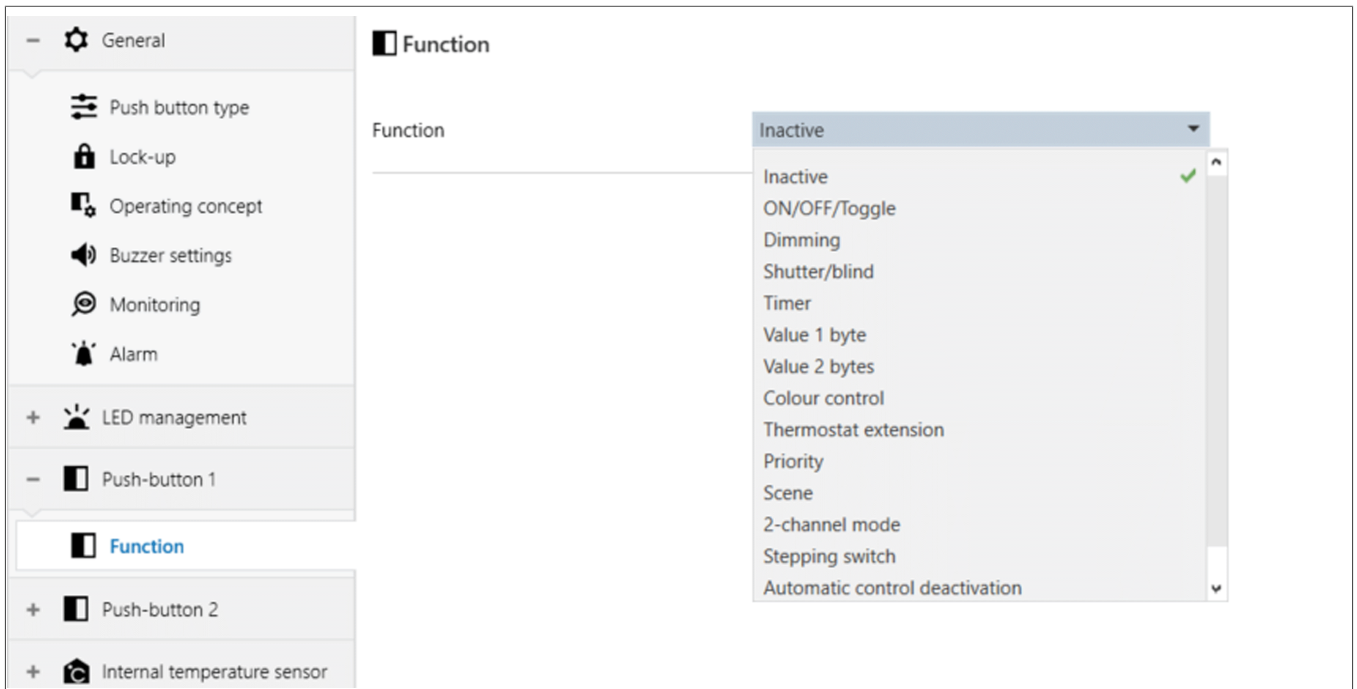 General
Push button type
Lock-up
Operating concept
Buzzer settings
Monitoring
Alarm
LED management
Push-button 1
Function
Push-button 2
Internal temperature sensor
Function
Function
Inactive
Inactive
ON/OFF/Toggle
Dimming
Shutter/blind
Timer
Value 1 byte
Value 2 bytes
Colour control
Thermostat extension
Priority
Scene
2-channel mode
Stepping switch
Automatic control deactivation